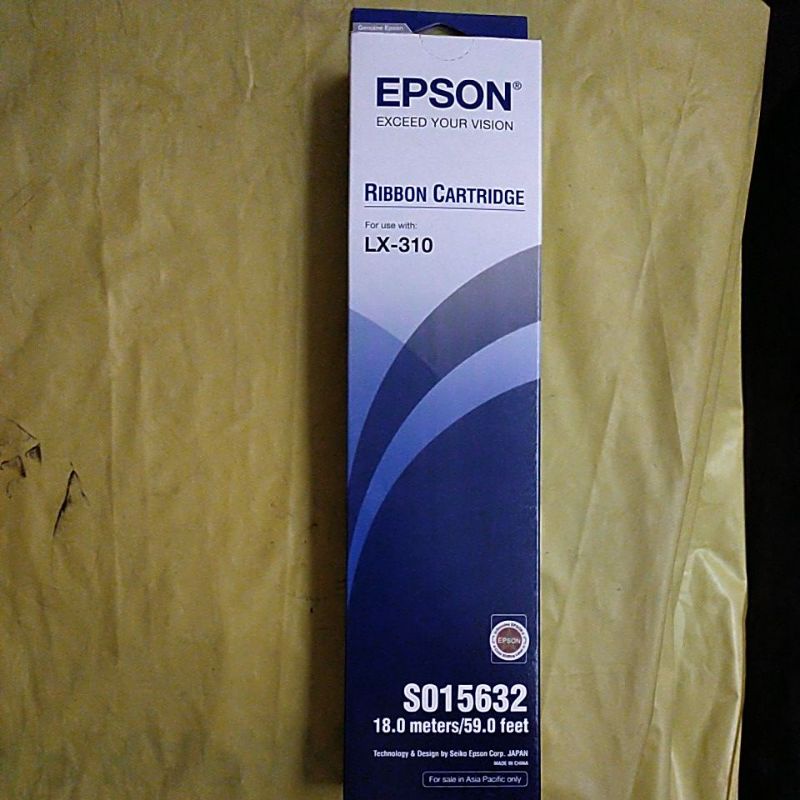 Genuine Epson
EPSON®
EXCEED YOUR VISION
RIBBON CARTRIDGE
For use with:
LX-310
EPSON
S015632
18.0 meters/59.0 feet
Technology & Design by Seiko Epson Corp. JAPAN
MADE IN CHINA
For sale in Asia Pacific only